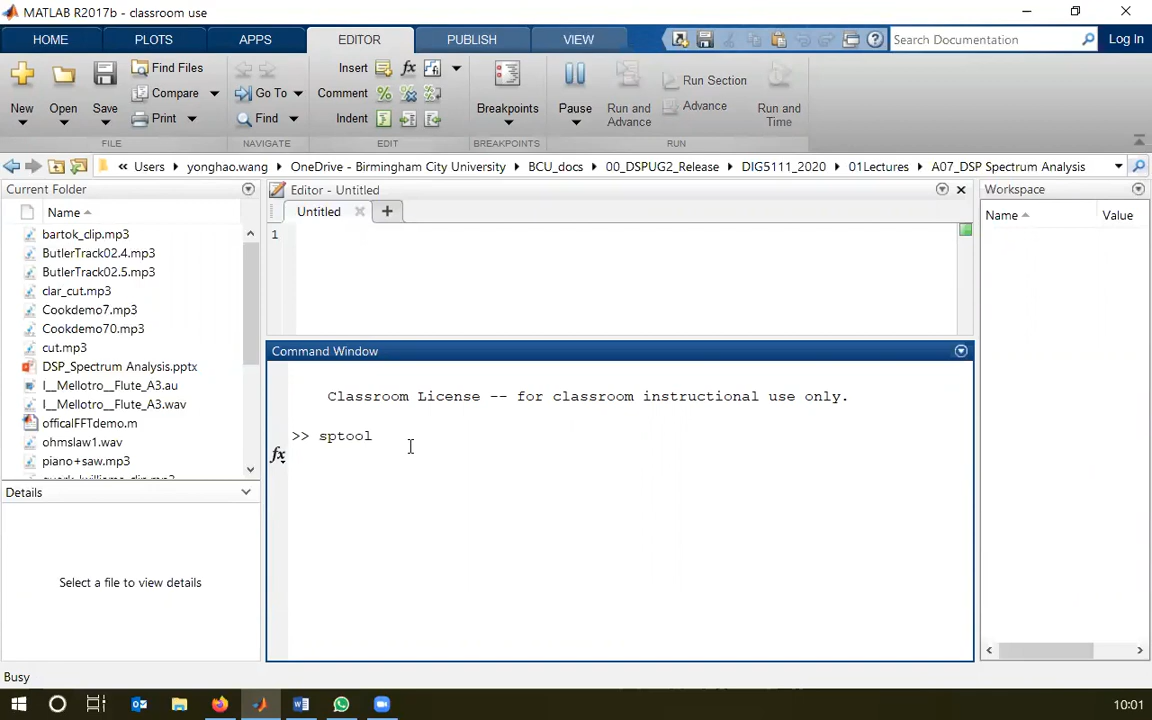 MATLAB R2017b - classroom use
HOME PLOTS APPS EDITOR PUBLISH VIEW Search Documentation Log In
New Open Save Find Files Compare Print FILE
Go To Find NAVIGATE
Insert fx Comment % Indent EDIT
Breakpoints BREAKPOINTS
Pause Run and Advance Run Section Advance Run and Time RUN
« Users › yonghao.wang › OneDrive - Birmingham City University › BCU_docs › 00_DSPUG2_Release › DIG5111_2020 › 01Lectures › A07_DSP Spectrum Analysis
Current Folder
Name
bartok_clip.mp3
ButlerTrack02.4.mp3
ButlerTrack02.5.mp3
clar_cut.mp3
Cookdemo7.mp3
Cookdemo70.mp3
cut.mp3
DSP_Spectrum Analysis.pptx
I__Mellotro__Flute_A3.au
I__Mellotro__Flute_A3.wav
officalFFTdemo.m
ohmslaw1.wav
piano+saw.mp3
Details
Select a file to view details
Editor - Untitled
Untitled
1
Command Window
Classroom License -- for classroom instructional use only.
>> sptool
fx
Workspace
Name Value
Busy
10:01